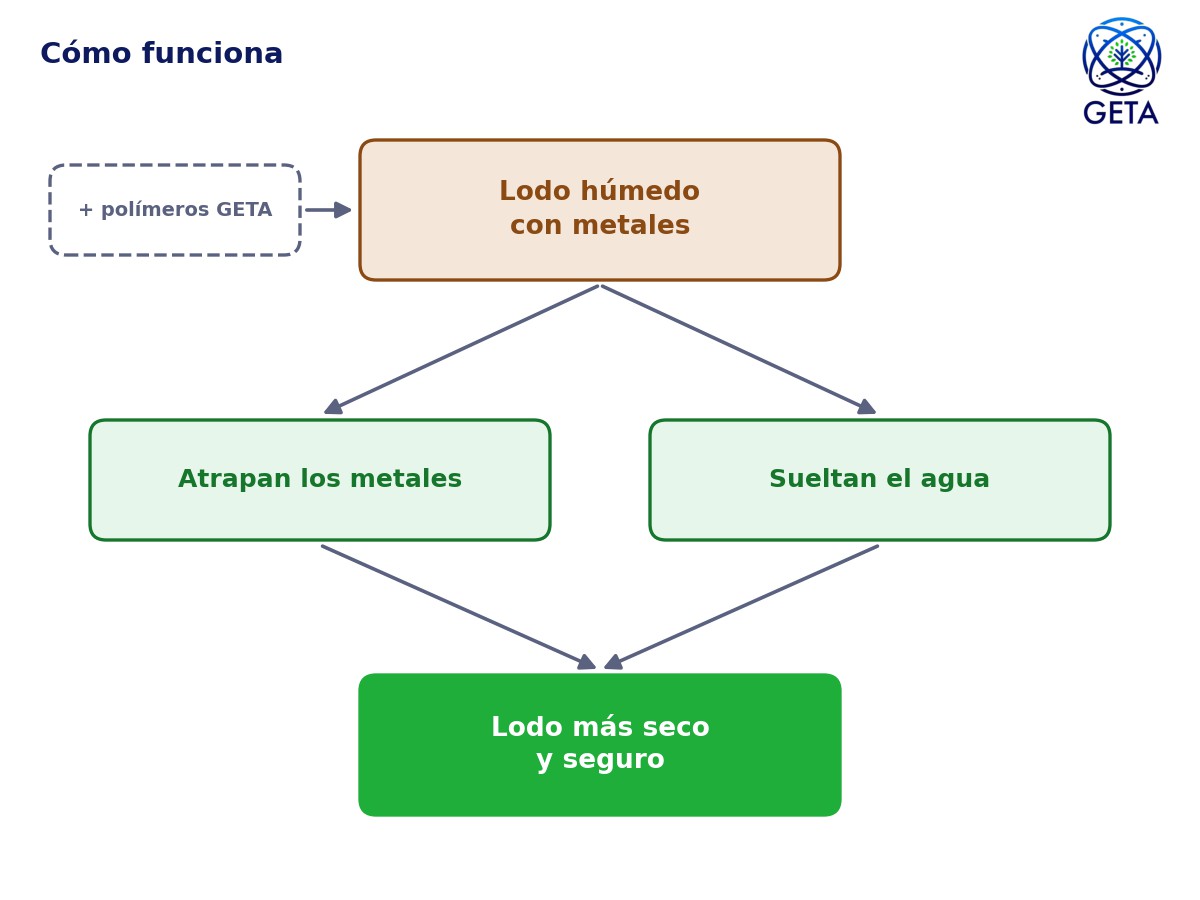 Cómo funciona
GETA
+ polímeros GETA
Lodo húmedo
con metales
Atrapan los metales
Sueltan el agua
Lodo más seco
y seguro